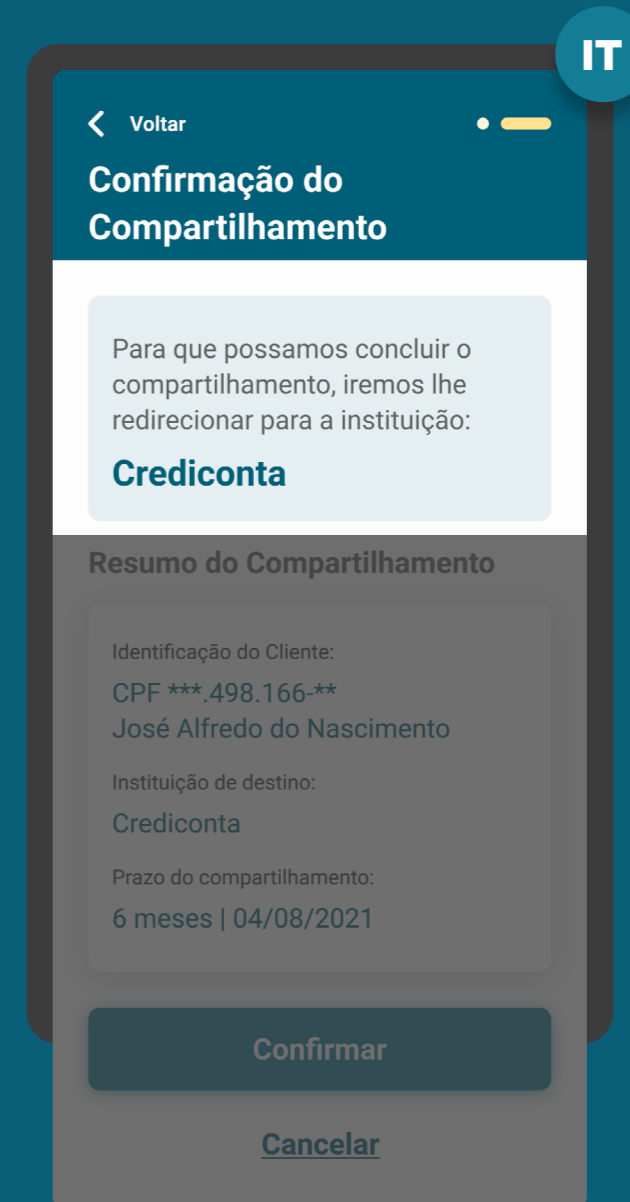 IT
Voltar
Confirmação do
Compartilhamento
Para que possamos concluir o
compartilhamento, iremos lhe
redirecionar para a instituição:
Crediconta
Resumo do Compartilhamento
Identificação do Cliente:
CPF ***.498.166-**
José Alfredo do Nascimento
Instituição de destino:
Crediconta
Prazo do compartilhamento:
6 meses | 04/08/2021
Confirmar
Cancelar